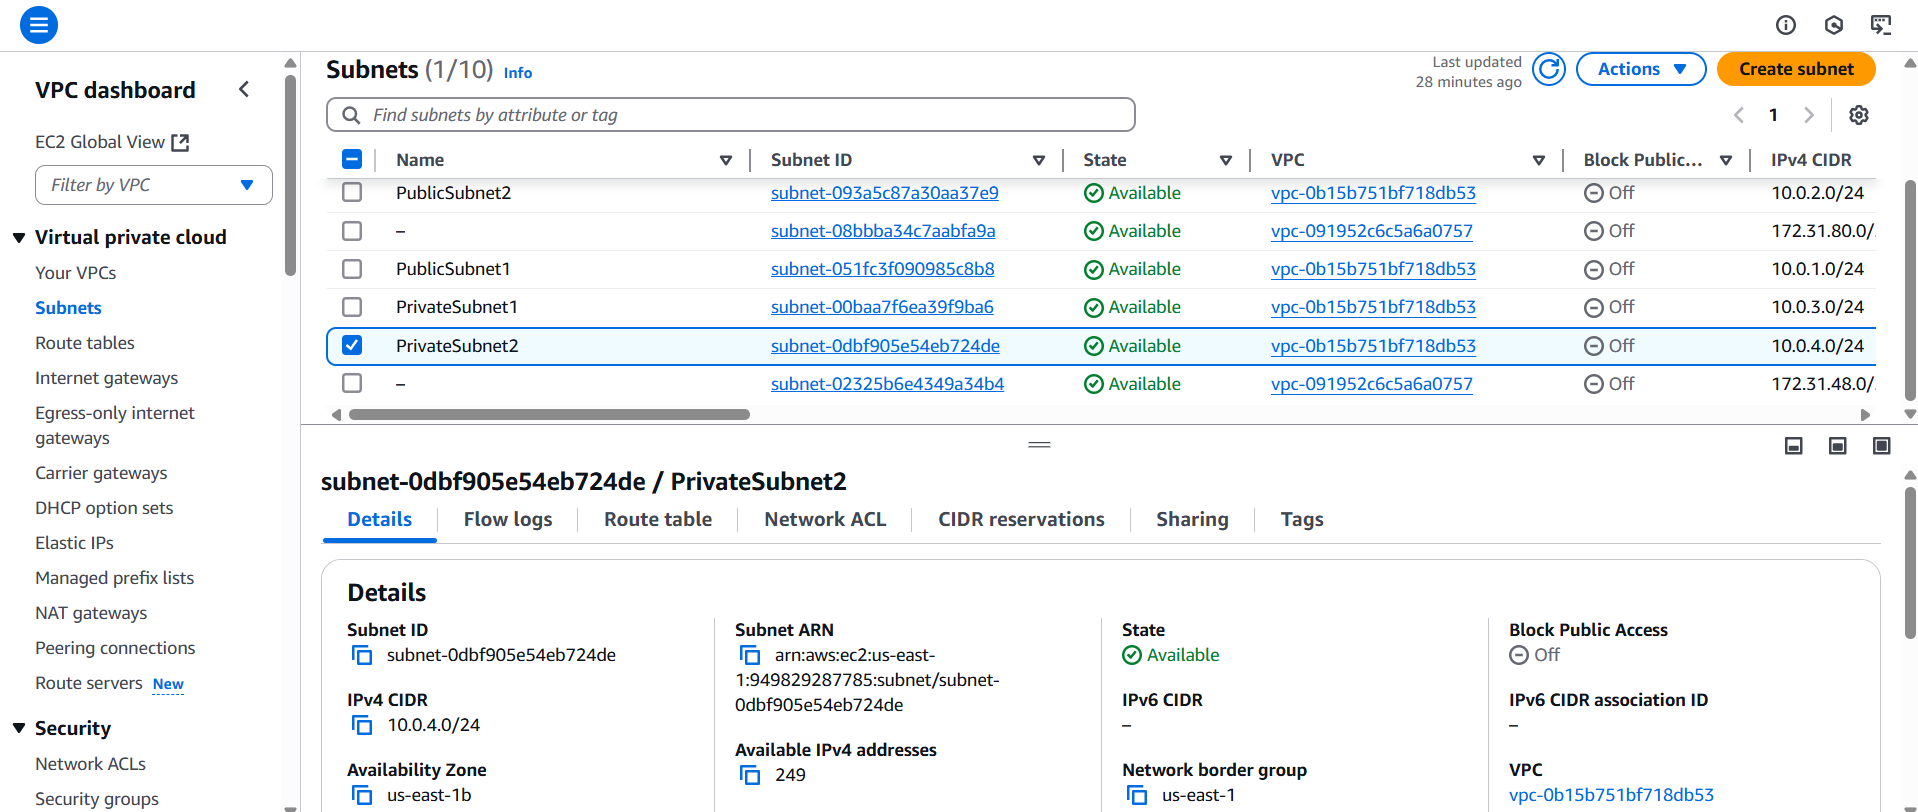 VPC dashboard
EC2 Global View
Filter by VPC
Virtual private cloud
Your VPCs
Subnets
Route tables
Internet gateways
Egress-only internet
gateways
Carrier gateways
DHCP option sets
Elastic IPs
Managed prefix lists
NAT gateways
Peering connections
Route servers New
Security
Network ACLs
Security groups
Subnets (1/10) Info
Last updated
28 minutes ago
Actions
Create subnet
Find subnets by attribute or tag
1
Name Subnet ID State VPC Block Public... IPv4 CIDR
PublicSubnet2 subnet-093a5c87a30aa37e9 Available vpc-0b15b751bf718db53 Off 10.0.2.0/24
– subnet-08bbba34c7aabfa9a Available vpc-091952c6c5a6a0757 Off 172.31.80.0/
PublicSubnet1 subnet-051fc3f090985c8b8 Available vpc-0b15b751bf718db53 Off 10.0.1.0/24
PrivateSubnet1 subnet-00baa7f6ea39f9ba6 Available vpc-0b15b751bf718db53 Off 10.0.3.0/24
PrivateSubnet2 subnet-0dbf905e54eb724de Available vpc-0b15b751bf718db53 Off 10.0.4.0/24
– subnet-02325b6e4349a34b4 Available vpc-091952c6c5a6a0757 Off 172.31.48.0/
subnet-0dbf905e54eb724de / PrivateSubnet2
Details Flow logs Route table Network ACL CIDR reservations Sharing Tags
Details
Subnet ID
subnet-0dbf905e54eb724de
IPv4 CIDR
10.0.4.0/24
Availability Zone
us-east-1b
Subnet ARN
arn:aws:ec2:us-east-
1:949829287785:subnet/subnet-
0dbf905e54eb724de
Available IPv4 addresses
249
State
Available
IPv6 CIDR
–
Network border group
us-east-1
Block Public Access
Off
IPv6 CIDR association ID
–
VPC
vpc-0b15b751bf718db53